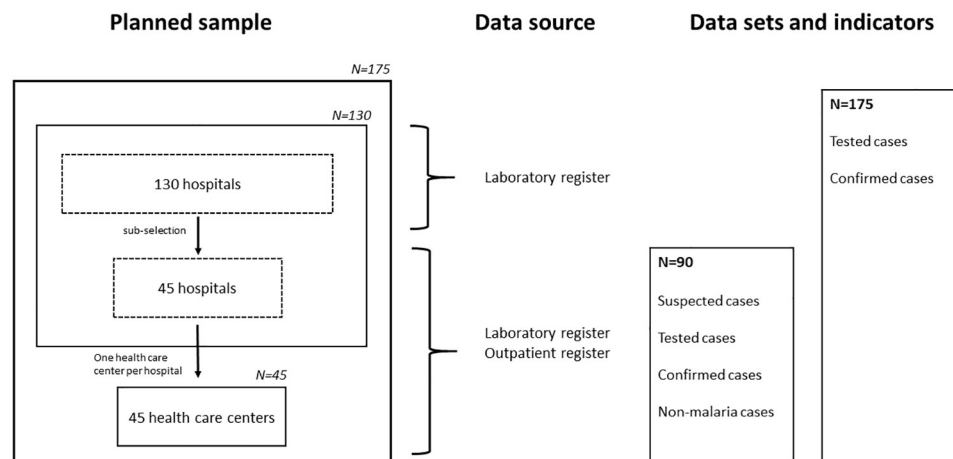 Planned sample
Data source
Data sets and indicators
N=175
N=130
130 hospitals
sub-selection
45 hospitals
One health care
center per hospital
N=45
45 health care centers
Laboratory register
Laboratory register
Outpatient register
N=90
Suspected cases
Tested cases
Confirmed cases
Non-malaria cases
N=175
Tested cases
Confirmed cases